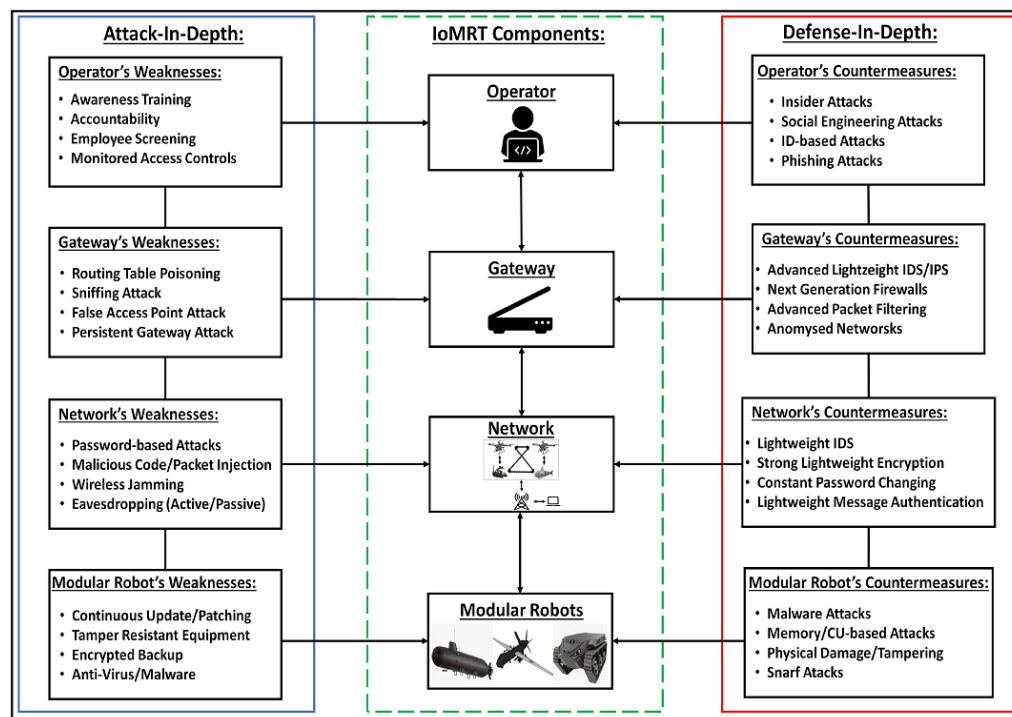 Attack-In-Depth:
Operator's Weaknesses:
• Awareness Training
• Accountability
• Employee Screening
• Monitored Access Controls
Gateway's Weaknesses:
• Routing Table Poisoning
• Sniffing Attack
• False Access Point Attack
• Persistent Gateway Attack
Network's Weaknesses:
• Password-based Attacks
• Malicious Code/Packet Injection
• Wireless Jamming
• Eavesdropping (Active/Passive)
Modular Robot's Weaknesses:
• Continuous Update/Patching
• Tamper Resistant Equipment
• Encrypted Backup
• Anti-Virus/Malware
IoMRT Components:
Operator
Gateway
Network
Modular Robots
Defense-In-Depth:
Operator's Countermeasures:
• Insider Attacks
• Social Engineering Attacks
• ID-based Attacks
• Phishing Attacks
Gateway's Countermeasures:
• Advanced Lightzeight IDS/IPS
• Next Generation Firewalls
• Advanced Packet Filtering
• Anomysed Networsks
Network's Countermeasures:
• Lightweight IDS
• Strong Lightweight Encryption
• Constant Password Changing
• Lightweight Message Authentication
Modular Robot's Countermeasures:
• Malware Attacks
• Memory/CU-based Attacks
• Physical Damage/Tampering
• Snarf Attacks